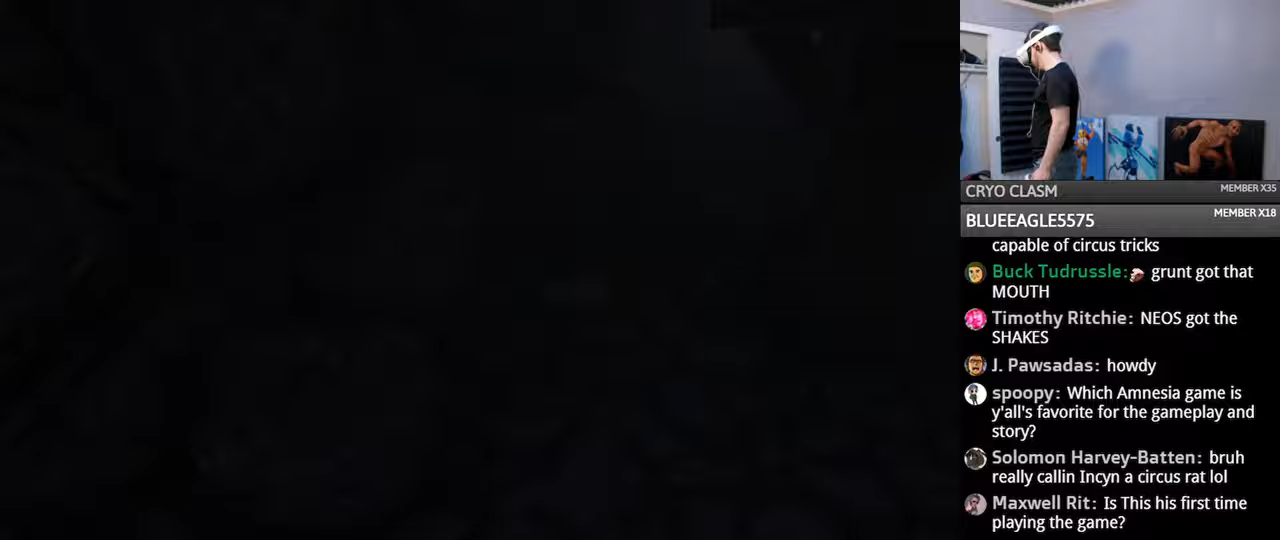 CRYO CLASM
MEMBER X35
BLUEEAGLE5575
MEMBER X18
capable of circus tricks
Buck Tudrussle: grunt got that
MOUTH
Timothy Ritchie: NEOS got the
SHAKES
J. Pawsadas: howdy
spoopy: Which Amnesia game is
y'all's favorite for the gameplay and
story?
Solomon Harvey-Batten: bruh
really callin Incyn a circus rat lol
Maxwell Rit: Is This his first time
playing the game?